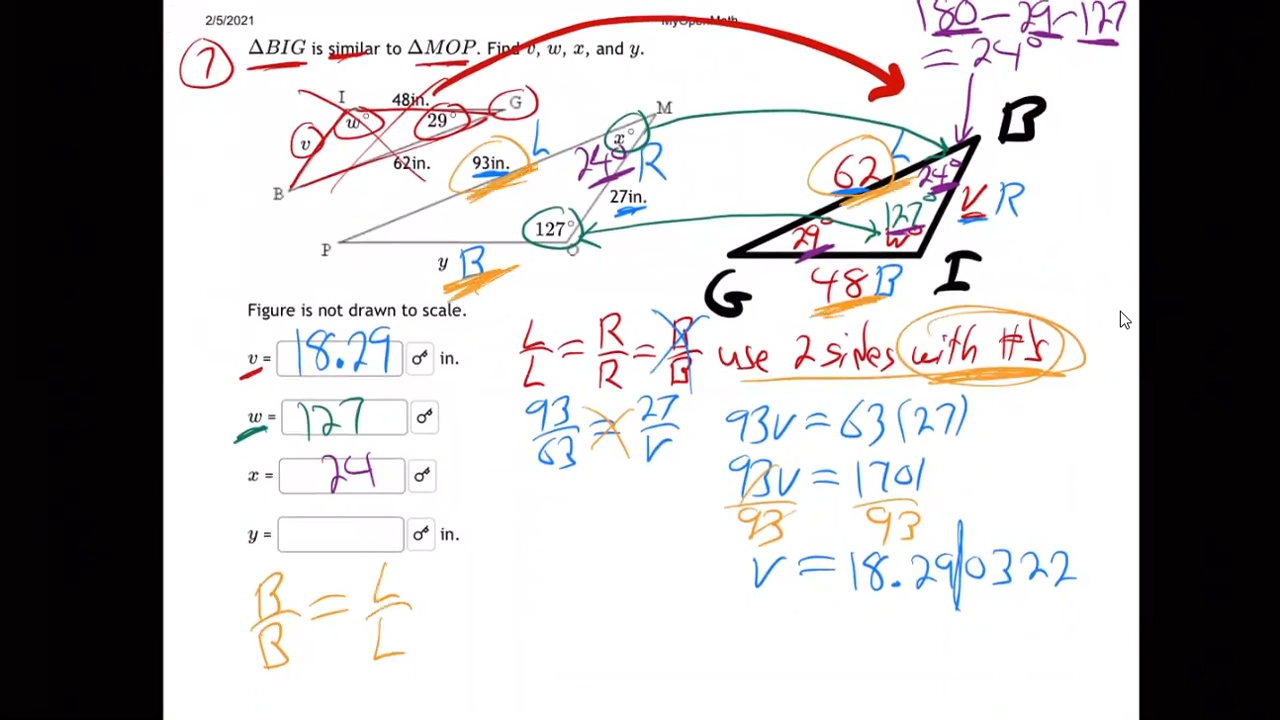 2/5/2021 MyOpenMath
180 - 29 - 127
= 24°
7 ΔBIG is similar to ΔMOP. Find v, w, x, and y.
I 48in. G M B
w° 29° x°
v 62in. 93in. L 24° R 62 L 24°
B 27in. 127° v R
P 127° O 29° w°
y B G 48 B I
Figure is not drawn to scale.
L/L = R/R = B/B use 2 sides with #s
v = 18.29 in.
93/63 = 27/v 93v = 63(27)
w = 127
93v/93 = 1701/93
x = 24
y = in.
v = 18.290322
B/B = L/L